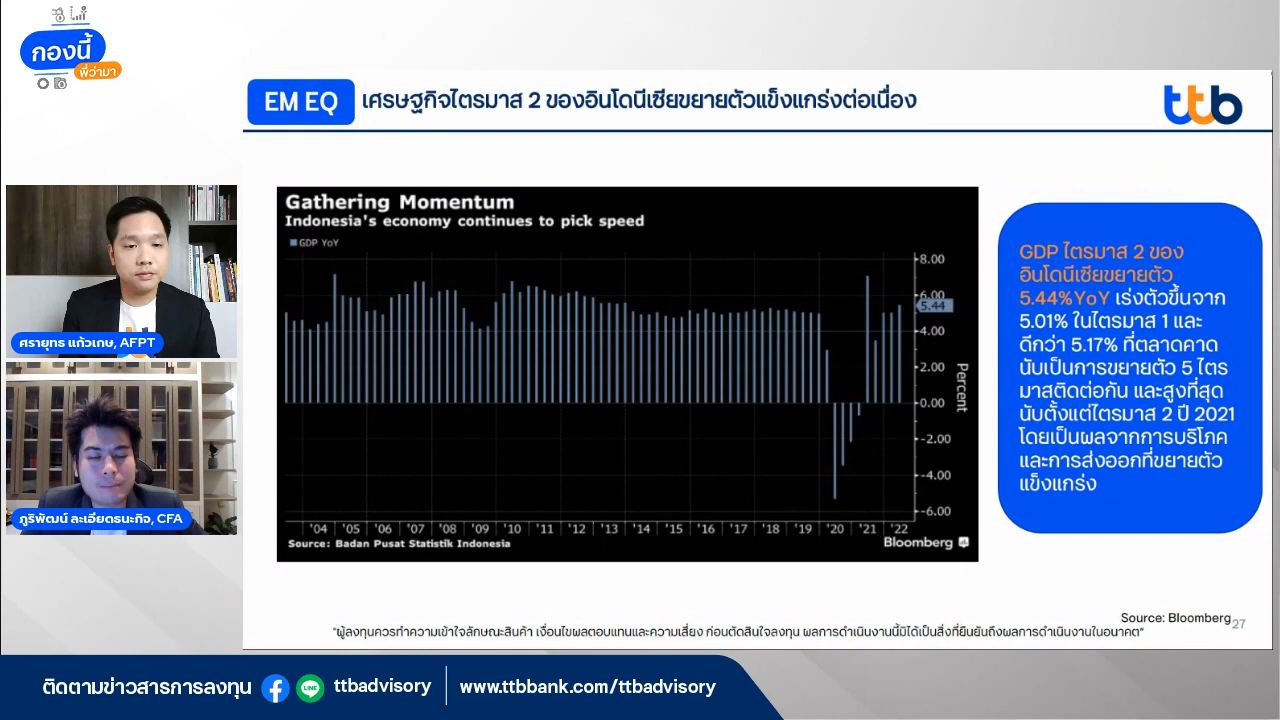 กองนี้
พี่ว่ามา
EM EQ
เศรษฐกิจไตรมาส 2 ของอินโดนีเซียขยายตัวแข็งแกร่งต่อเนื่อง
ttb
Gathering Momentum
Indonesia's economy continues to pick speed
GDP YoY
8.00
6.00
5.44
4.00
2.00
0.00
-2.00
-4.00
-6.00
Percent
'04 '05 '06 '07 '08 '09 '10 '11 '12 '13 '14 '15 '16 '17 '18 '19 '20 '21 '22
Source: Badan Pusat Statistik Indonesia
Bloomberg
GDP ไตรมาส 2 ของ
อินโดนีเซียขยายตัว
5.44%YoY เร่งตัวขึ้นจาก
5.01% ในไตรมาส 1 และ
ดีกว่า 5.17% ที่ตลาดคาด
นับเป็นการขยายตัว 5 ไตร
มาสติดต่อกัน และสูงที่สุด
นับตั้งแต่ไตรมาส 2 ปี 2021
โดยเป็นผลจากการบริโภค
และการส่งออกที่ขยายตัว
แข็งแกร่ง
ศรายุทธ แก้วเกษ, AFPT
ภูริพัฒน์ ละเอียดธนะกิจ, CFA
Source: Bloomberg
27
"ผู้ลงทุนควรทำความเข้าใจลักษณะสินค้า เงื่อนไขผลตอบแทนและความเสี่ยง ก่อนตัดสินใจลงทุน ผลการดำเนินงานนี้มิได้เป็นสิ่งที่ยืนยันถึงผลการดำเนินงานในอนาคต"
ติดตามข่าวสารการลงทุน
LINE
ttbadvisory
www.ttbbank.com/ttbadvisory